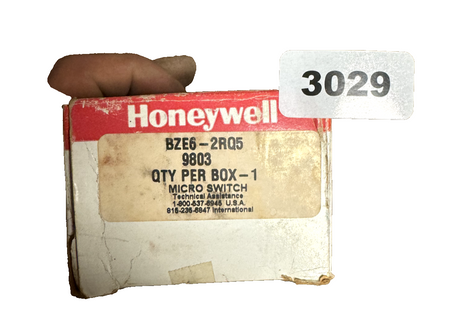 3029
Honeywell
BZE6-2RQ5
9803
QTY PER BOX-1
MICRO SWITCH
Technical Assistance
1-800-537-6945 U.S.A.
815-235-6847 International